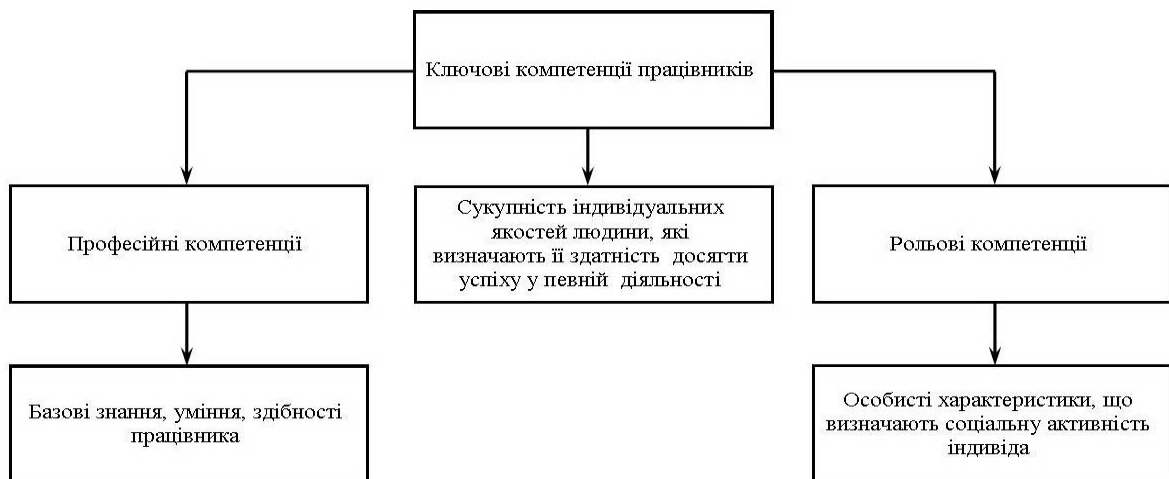 Ключові компетенції працівників
Професійні компетенції
Сукупність індивідуальних
якостей людини, які
визначають її здатність досягти
успіху у певній діяльності
Рольові компетенції
Базові знання, уміння, здібності
працівника
Особисті характеристики, що
визначають соціальну активність
індивіда